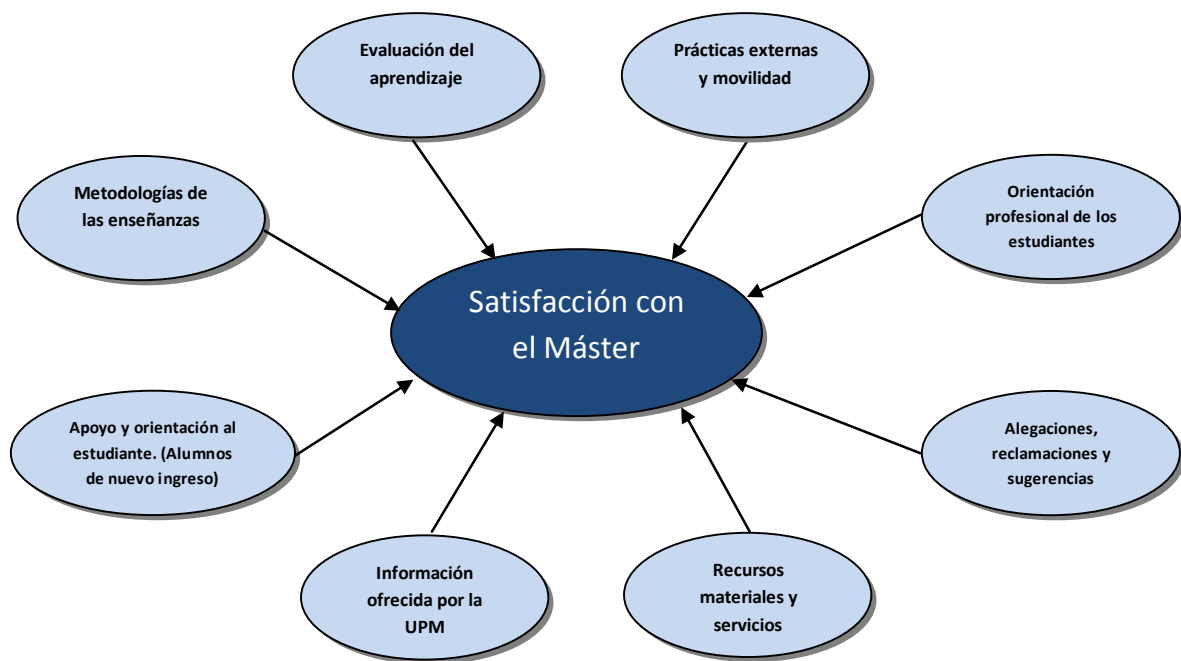 Evaluación del
aprendizaje
Prácticas externas
y movilidad
Metodologías de
las enseñanzas
Orientación
profesional de los
estudiantes
Satisfacción con
el Máster
Apoyo y orientación al
estudiante. (Alumnos
de nuevo ingreso)
Alegaciones,
reclamaciones y
sugerencias
Información
ofrecida por la
UPM
Recursos
materiales y
servicios